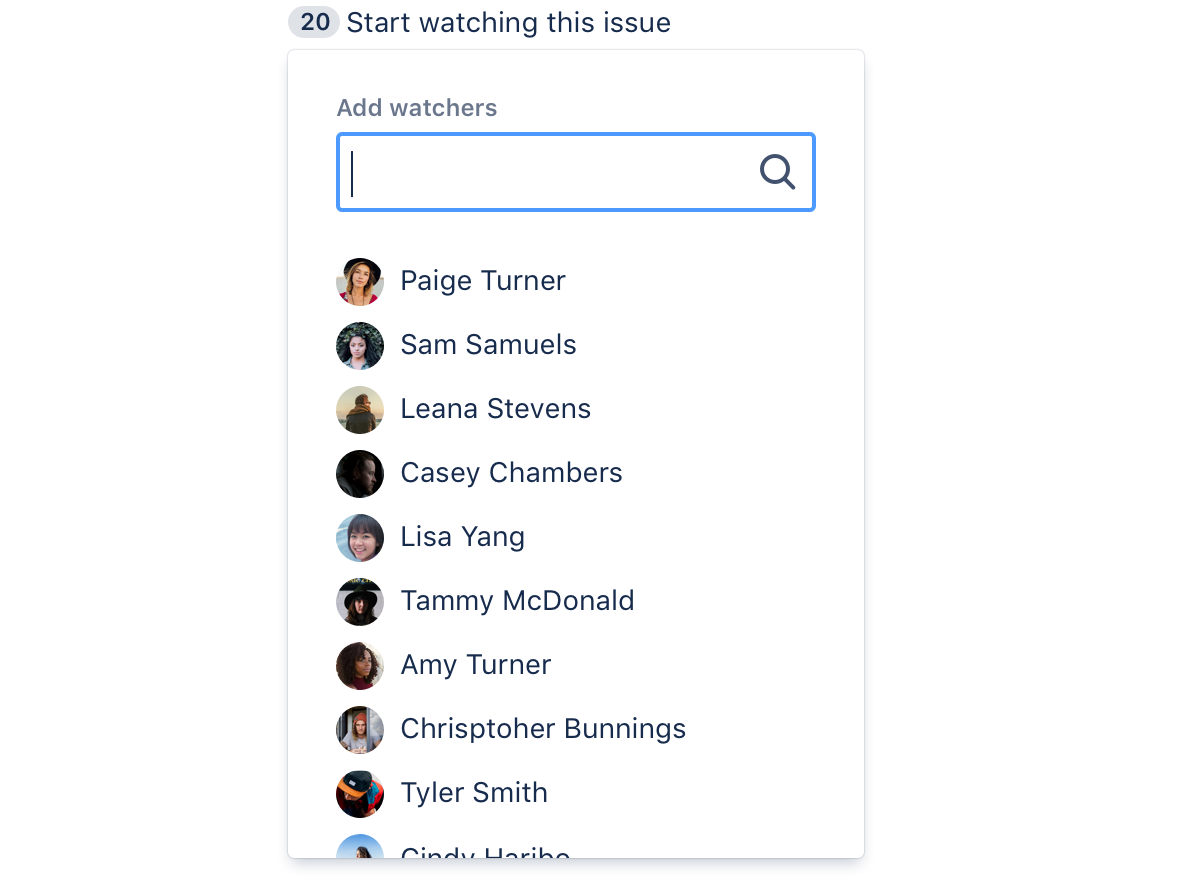 20 Start watching this issue
Add watchers
Paige Turner
Sam Samuels
Leana Stevens
Casey Chambers
Lisa Yang
Tammy McDonald
Amy Turner
Chrisptoher Bunnings
Tyler Smith
Cindy Haribo